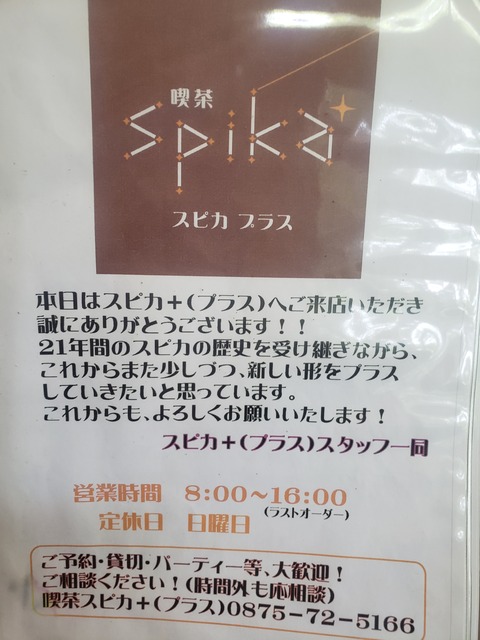 喫茶
spika
スピカ プラス
本日はスピカ+(プラス)へご来店いただき
誠にありがとうございます!!
21年間のスピカの歴史を受け継ぎながら、
これからまた少しづつ、新しい形をプラス
していきたいと思っています。
これからも、よろしくお願いいたします!
スピカ+(プラス)スタッフ一同
営業時間 8:00~16:00
(ラストオーダー)
定休日 日曜日
ご予約・貸切・パーティー等、大歓迎!
ご相談ください!(時間外も応相談)
喫茶スピカ+(プラス)0875-72-5166